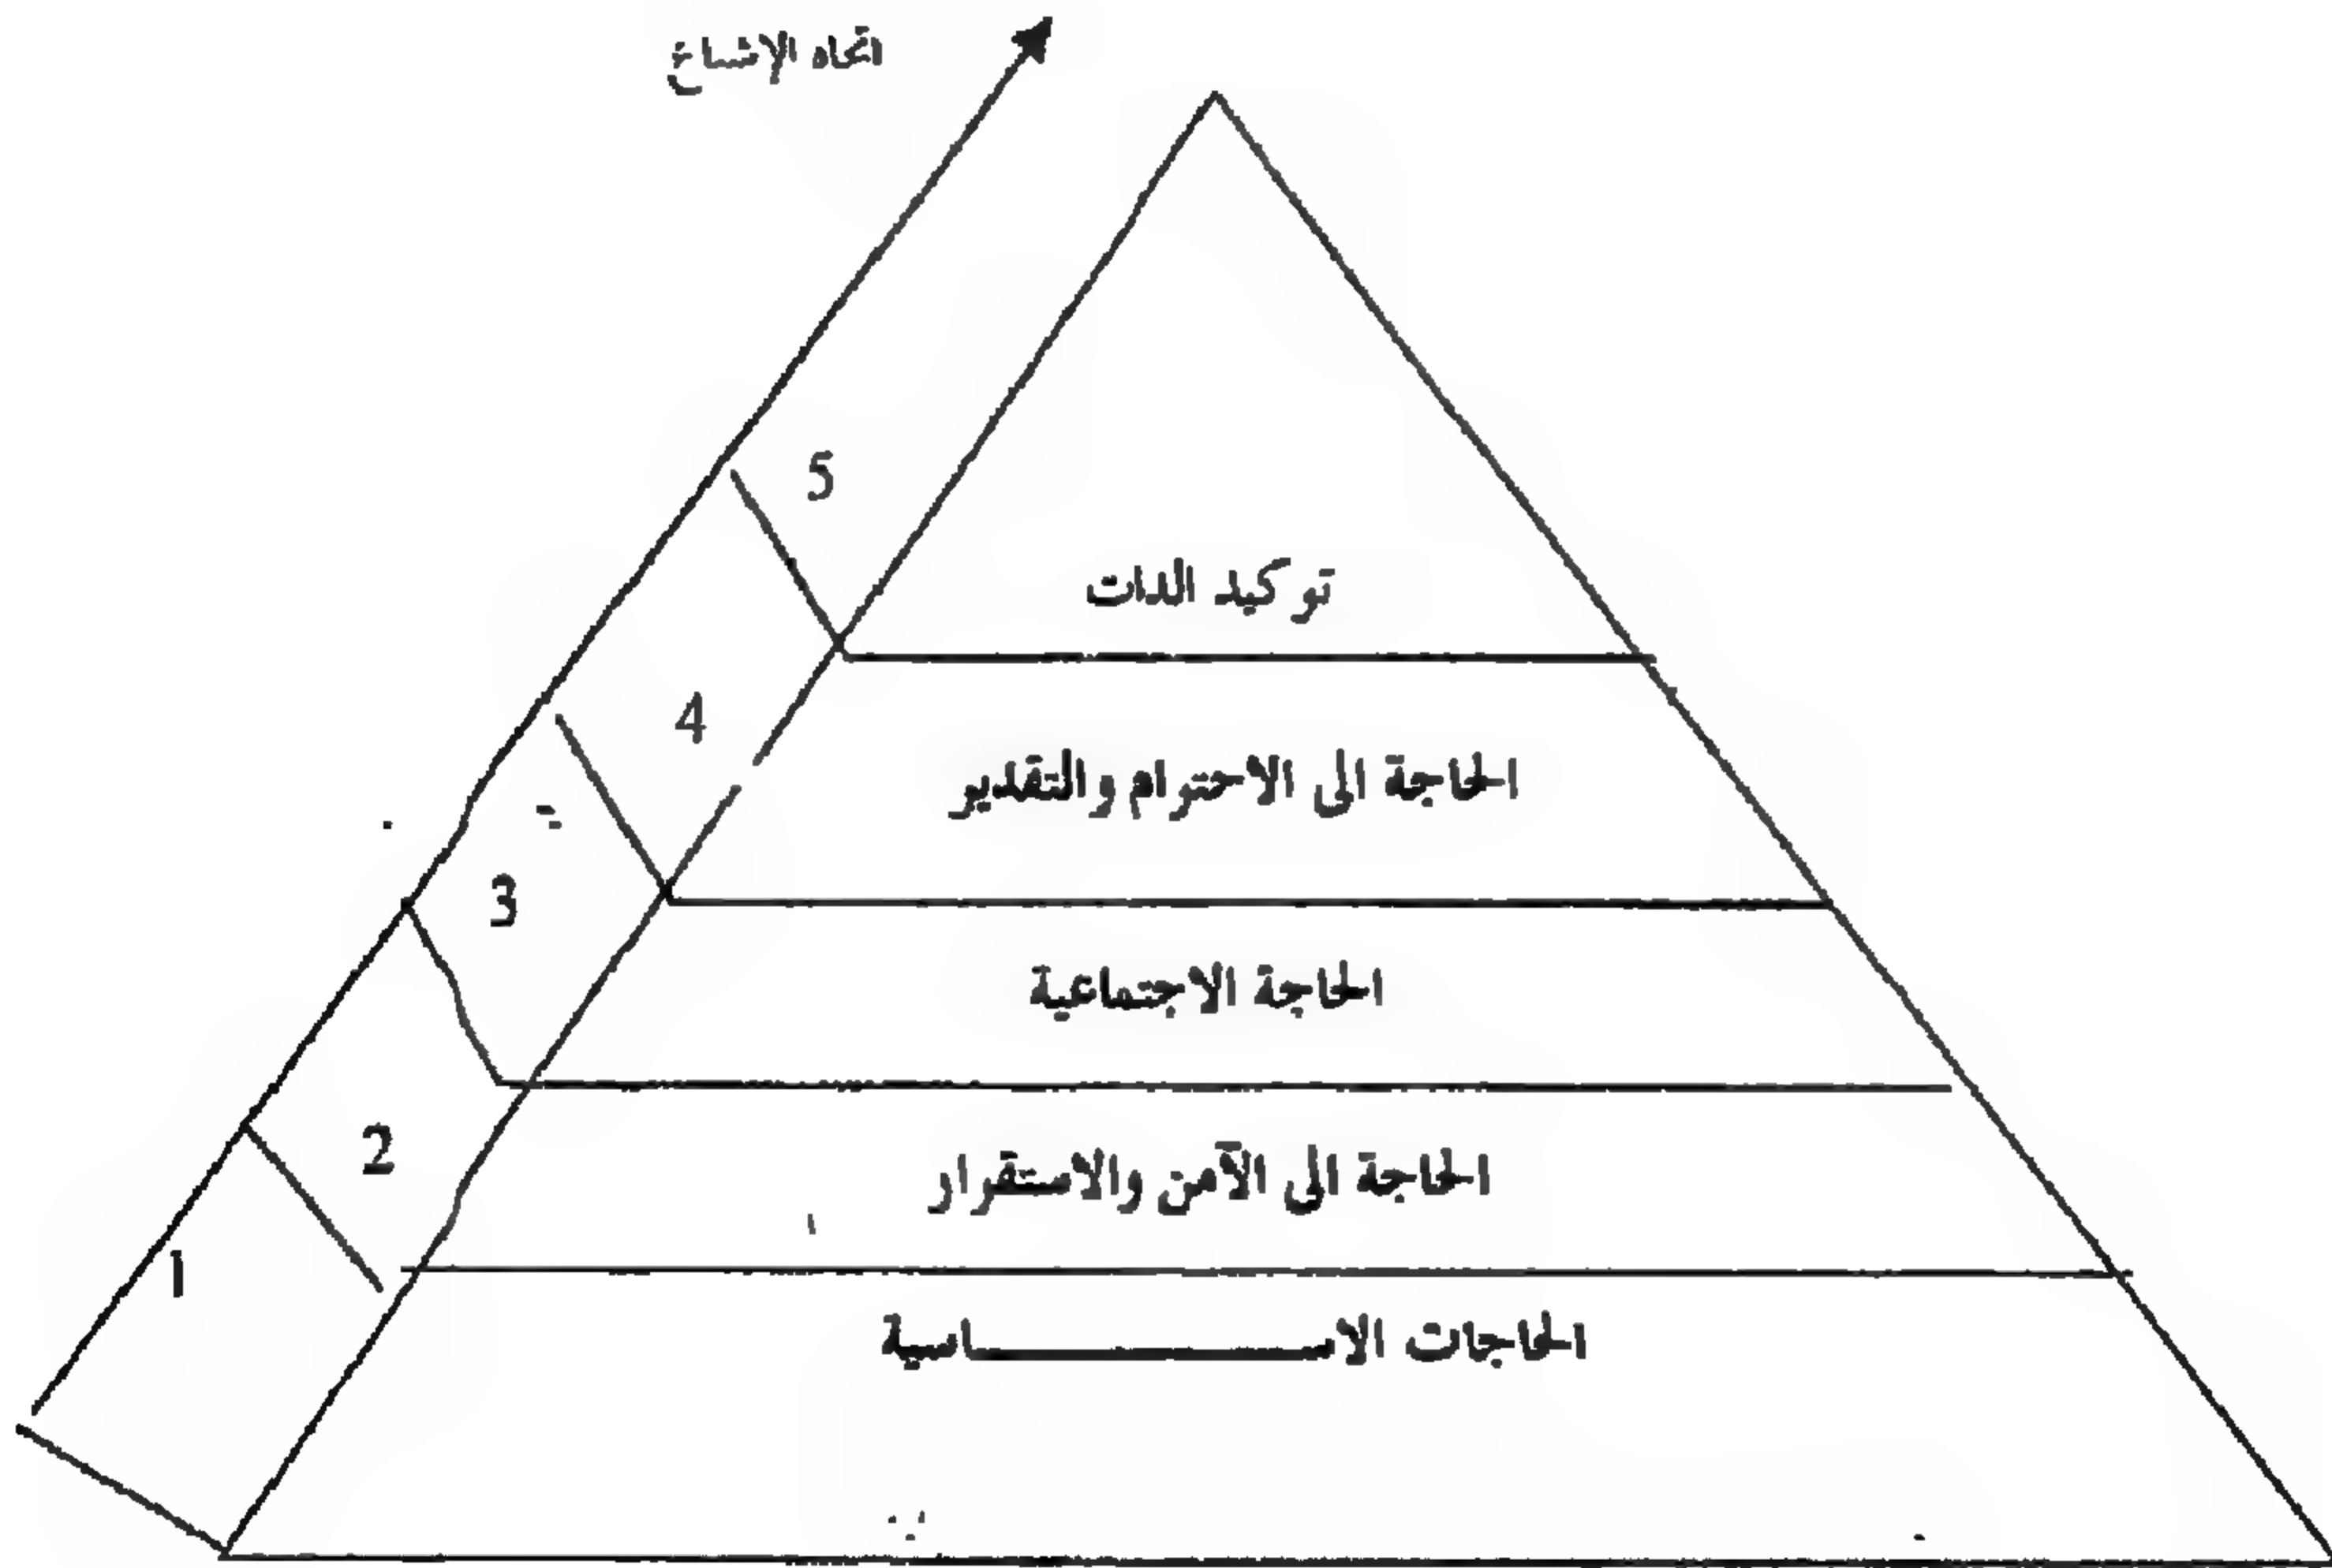 اتجاه الإشباع
5
توكيد الذات
4
الحاجة الى الاحترام والتقدير
3
الحاجة الاجتماعية
2
الحاجة الى الآمن والاستقرار
1
الحاجات الاســـــــــاسية